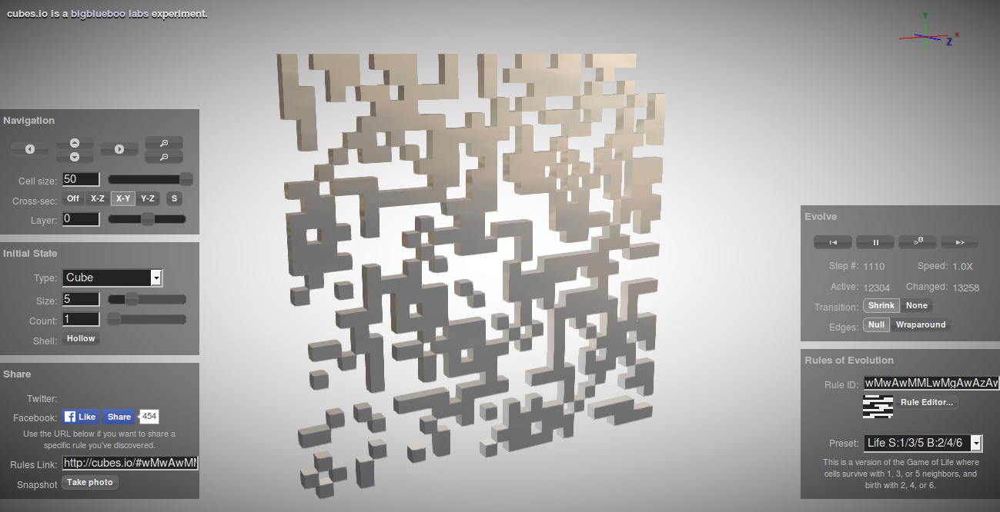 cubes.io is a bigblueboo labs experiment.
Y
X
Z
Navigation
Cell size: 50
Cross-sec: Off X-Z X-Y Y-Z S
Layer: 0
Initial State
Type: Cube
Size: 5
Count: 1
Shell: Hollow
Share
Twitter:
Facebook: Like Share 454
Use the URL below if you want to share a
specific rule you've discovered.
Rules Link: http://cubes.io/#wMwAwM
Snapshot Take photo
Evolve
Step #: 1110 Speed: 1.0X
Active: 12304 Changed: 13258
Transition: Shrink None
Edges: Null Wraparound
Rules of Evolution
Rule ID: wMwAwMMLwMgAwAzAw
Rule Editor...
Preset: Life S:1/3/5 B:2/4/6
This is a version of the Game of Life where
cells survive with 1, 3, or 5 neighbors, and
birth with 2, 4, or 6.